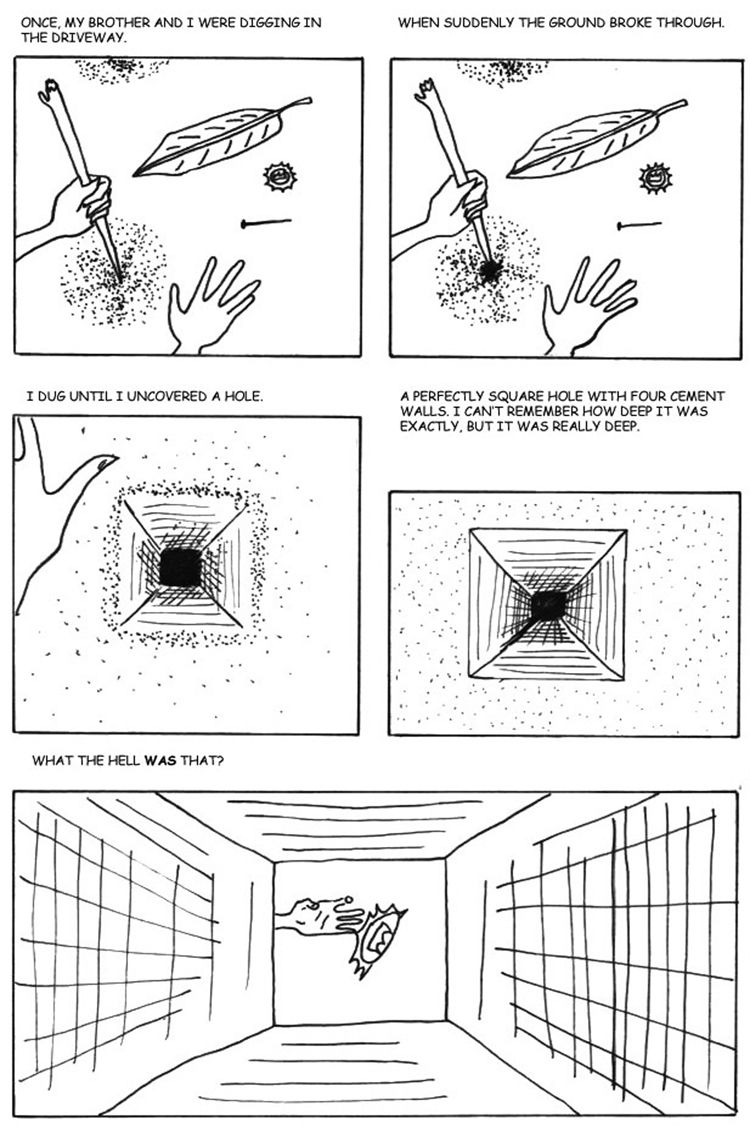 ONCE, MY BROTHER AND I WERE DIGGING IN
THE DRIVEWAY.
WHEN SUDDENLY THE GROUND BROKE THROUGH.
I DUG UNTIL I UNCOVERED A HOLE.
A PERFECTLY SQUARE HOLE WITH FOUR CEMENT
WALLS. I CAN'T REMEMBER HOW DEEP IT WAS
EXACTLY, BUT IT WAS REALLY DEEP.
WHAT THE HELL WAS THAT?